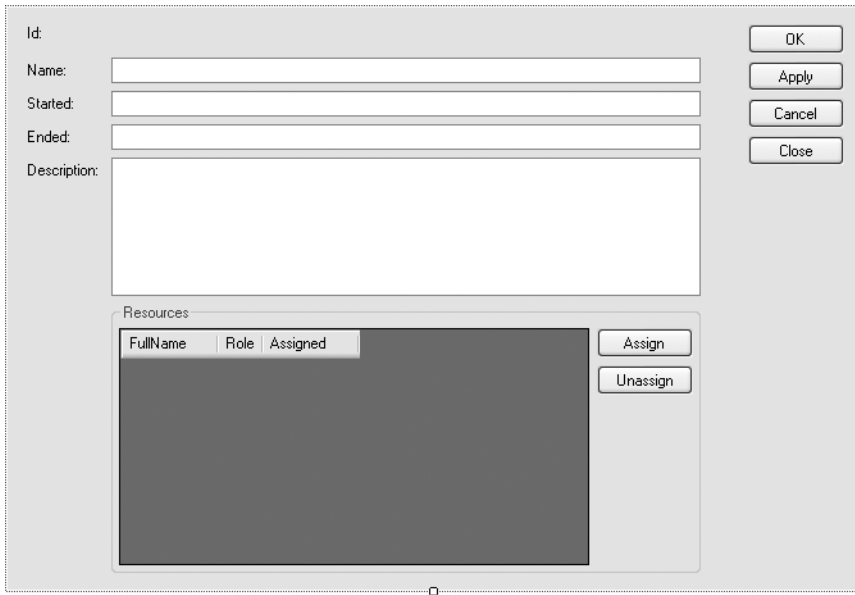 Id:
OK
Name:
Apply
Started:
Cancel
Ended:
Close
Description:
Resources
FullName Role Assigned
Assign
Unassign